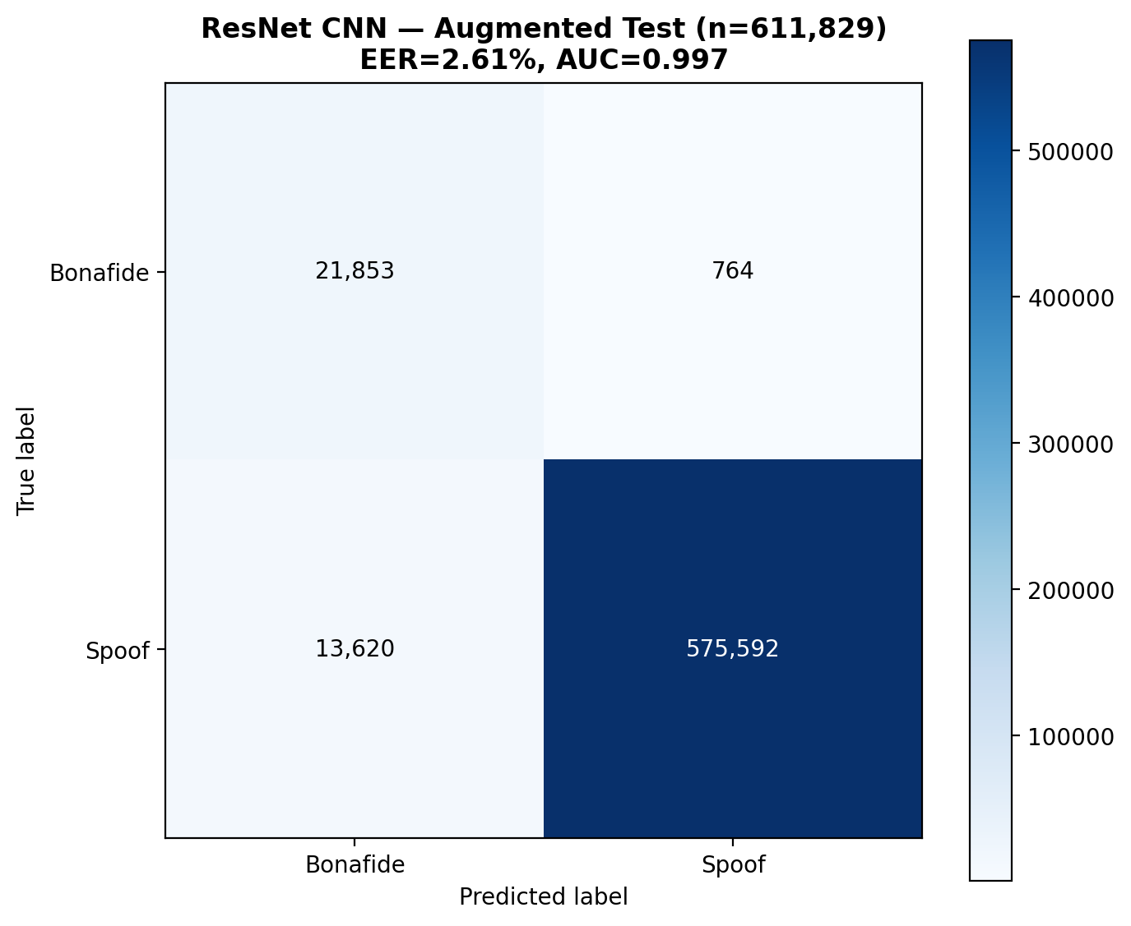 ResNet CNN — Augmented Test (n=611,829)
EER=2.61%, AUC=0.997
True label
Bonafide
21,853
764
Spoof
13,620
575,592
Bonafide
Spoof
Predicted label
500000
400000
300000
200000
100000